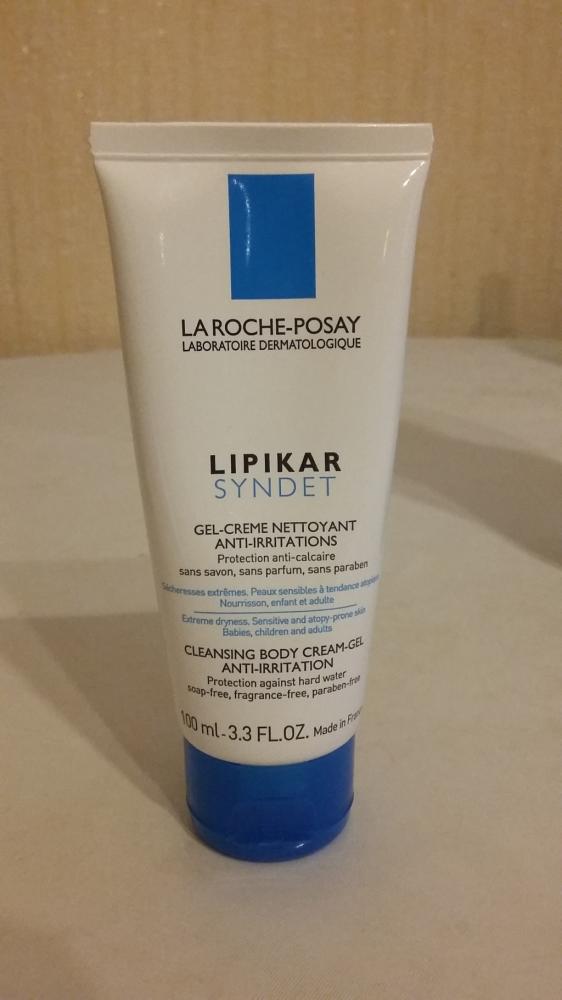 LA ROCHE-POSAY
LABORATOIRE DERMATOLOGIQUE
LIPIKAR
SYNDET
GEL-CREME NETTOYANT
ANTI-IRRITATIONS
Protection anti-calcaire
sans savon, sans parfum, sans paraben
Sécheresses extrêmes. Peaux sensibles à tendance
Nourrisson, enfant et adulte
Extreme dryness. Sensitive and atopy-prone skin
Babies, children and adults
CLEANSING BODY CREAM-GEL
ANTI-IRRITATION
Protection against hard water
soap-free, fragrance-free, paraben-free
100 ml - 3.3 FL.OZ. Made in